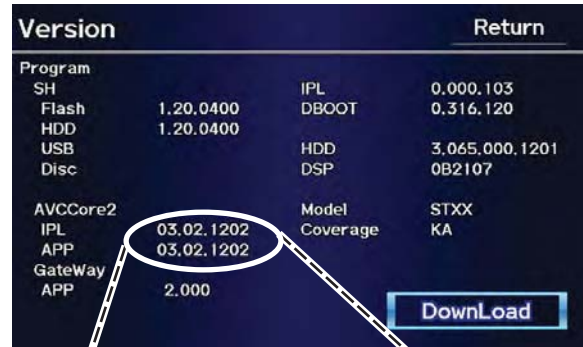 Version Return
Program
SH IPL 0.000.103
Flash 1.20.0400 DBOOT 0.316.120
HDD 1.20.0400
USB HDD 3,065,000,1201
Disc DSP 0B2107
AVCCore2 Model STXX
IPL 03.02.1202 Coverage KA
APP 03.02.1202
GateWay
APP 2.000
DownLoad